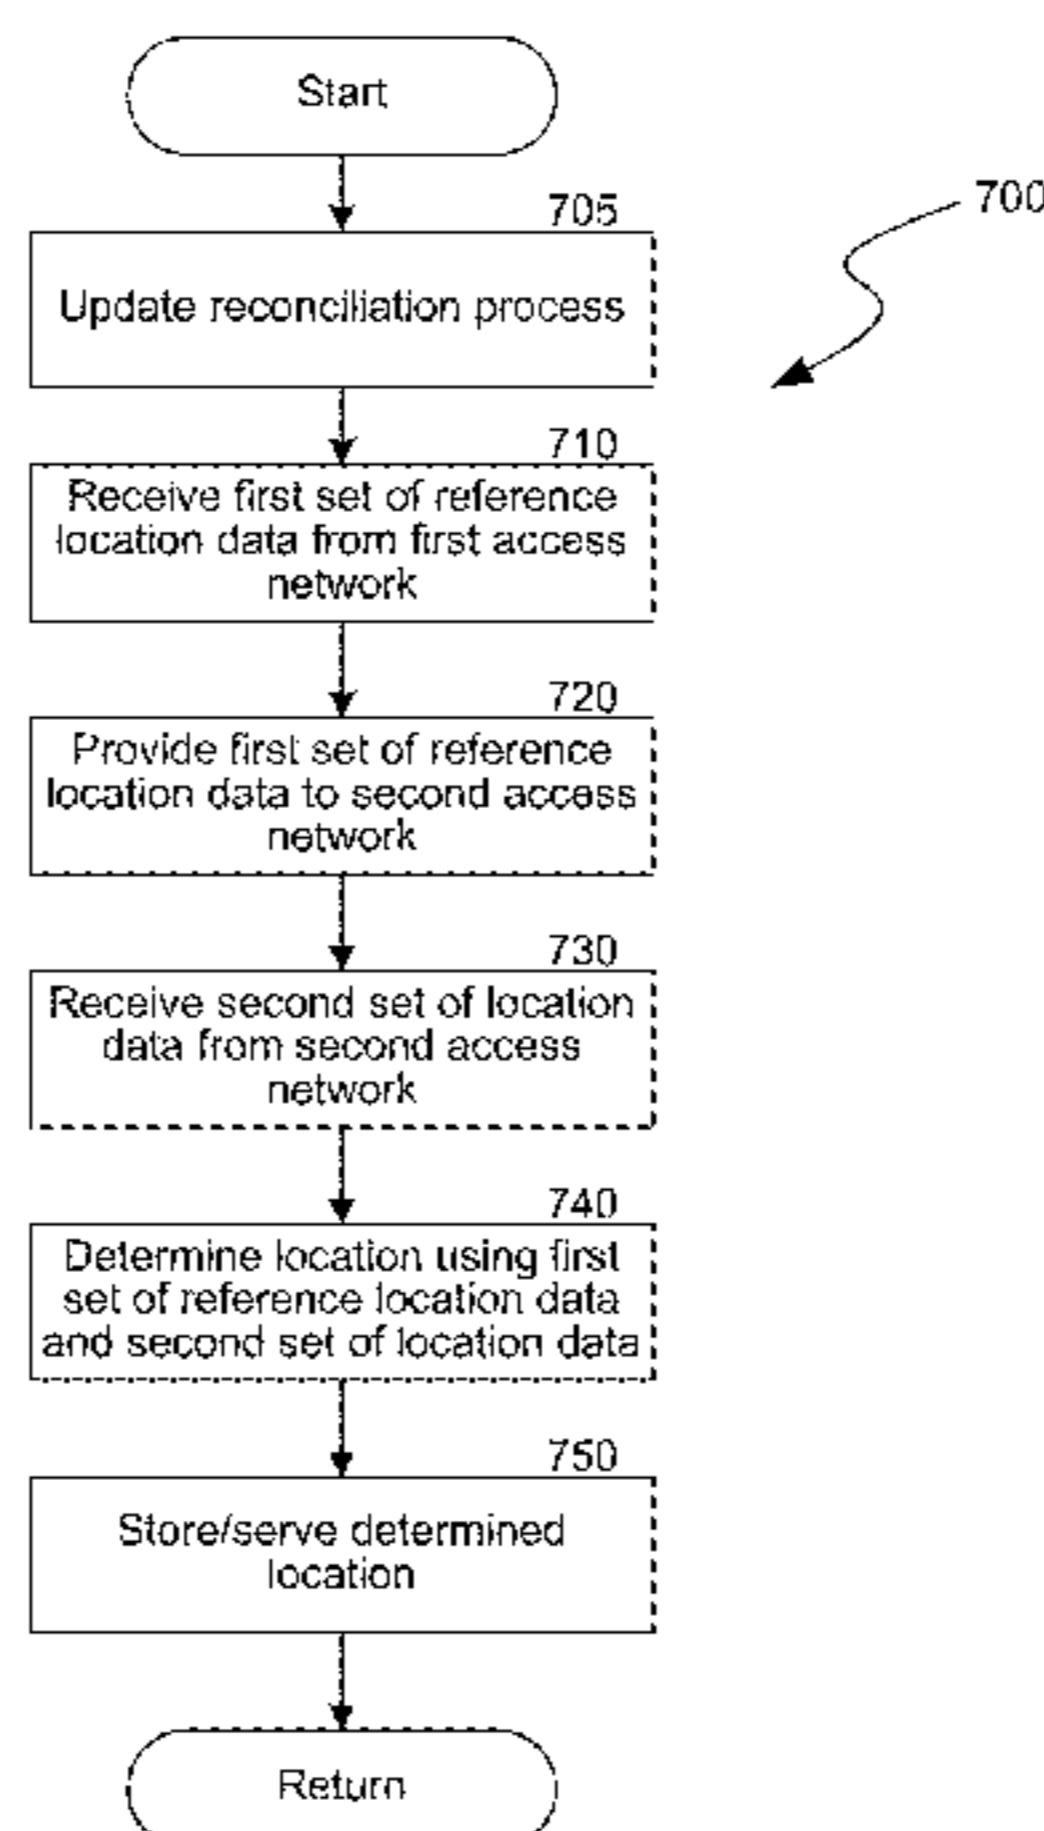 Start
700
705
Update reconciliation process
710
Receive first set of reference
location data from first access
network
720
Provide first set of reference
location data to second access
network
730
Receive second set of location
data from second access
network
740
Determine location using first
set of reference location data
and second set of location data
750
Store/serve determined
location
Return